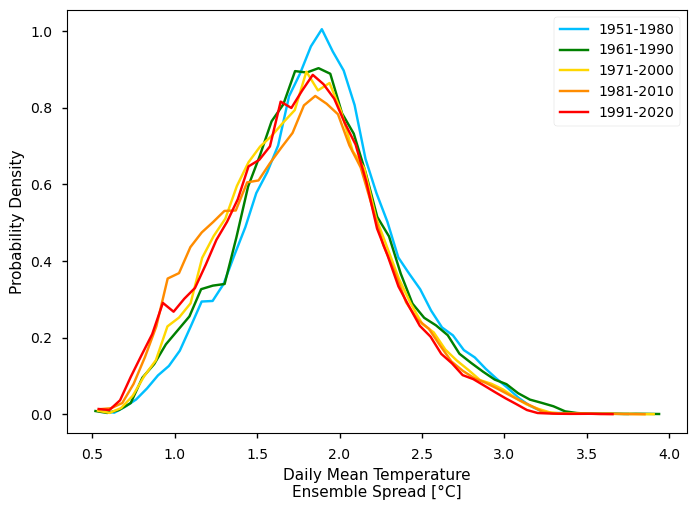 1.0
0.8
0.6
0.4
0.2
0.0
Probability Density
1951-1980
1961-1990
1971-2000
1981-2010
1991-2020
0.5 1.0 1.5 2.0 2.5 3.0 3.5 4.0
Daily Mean Temperature
Ensemble Spread [°C]